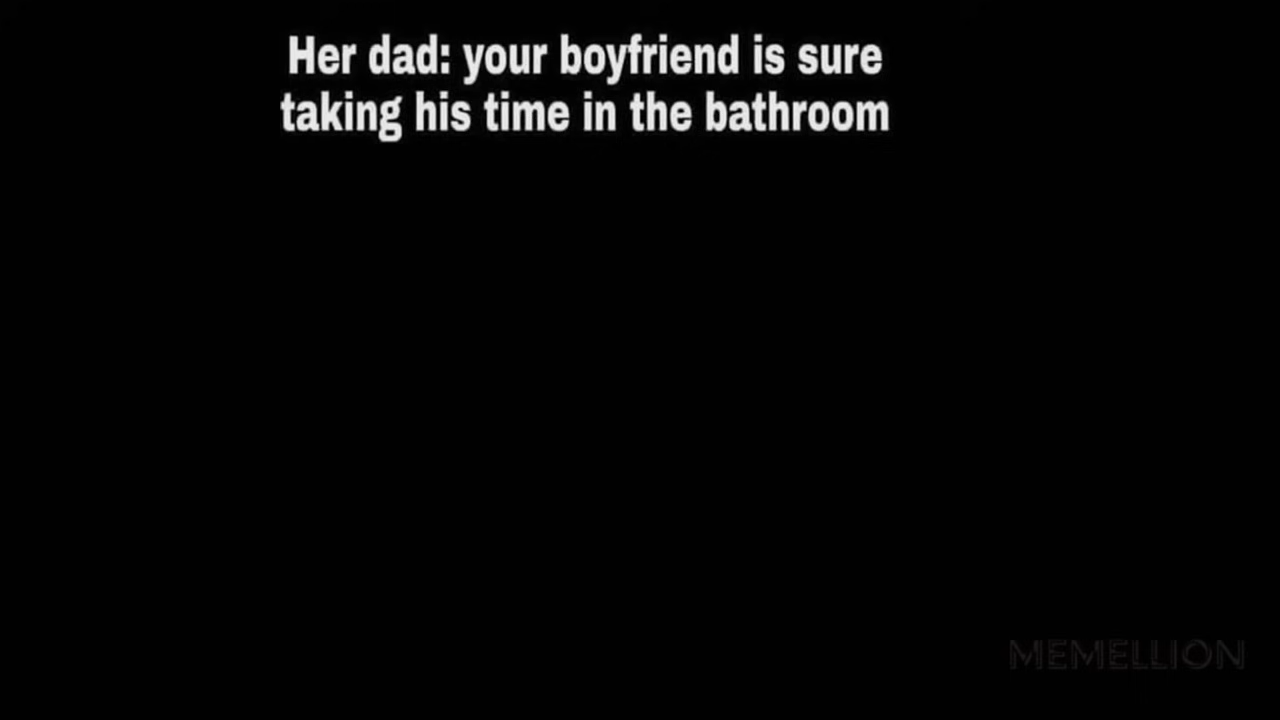 Her dad: your boyfriend is sure
taking his time in the bathroom
MEMELLION